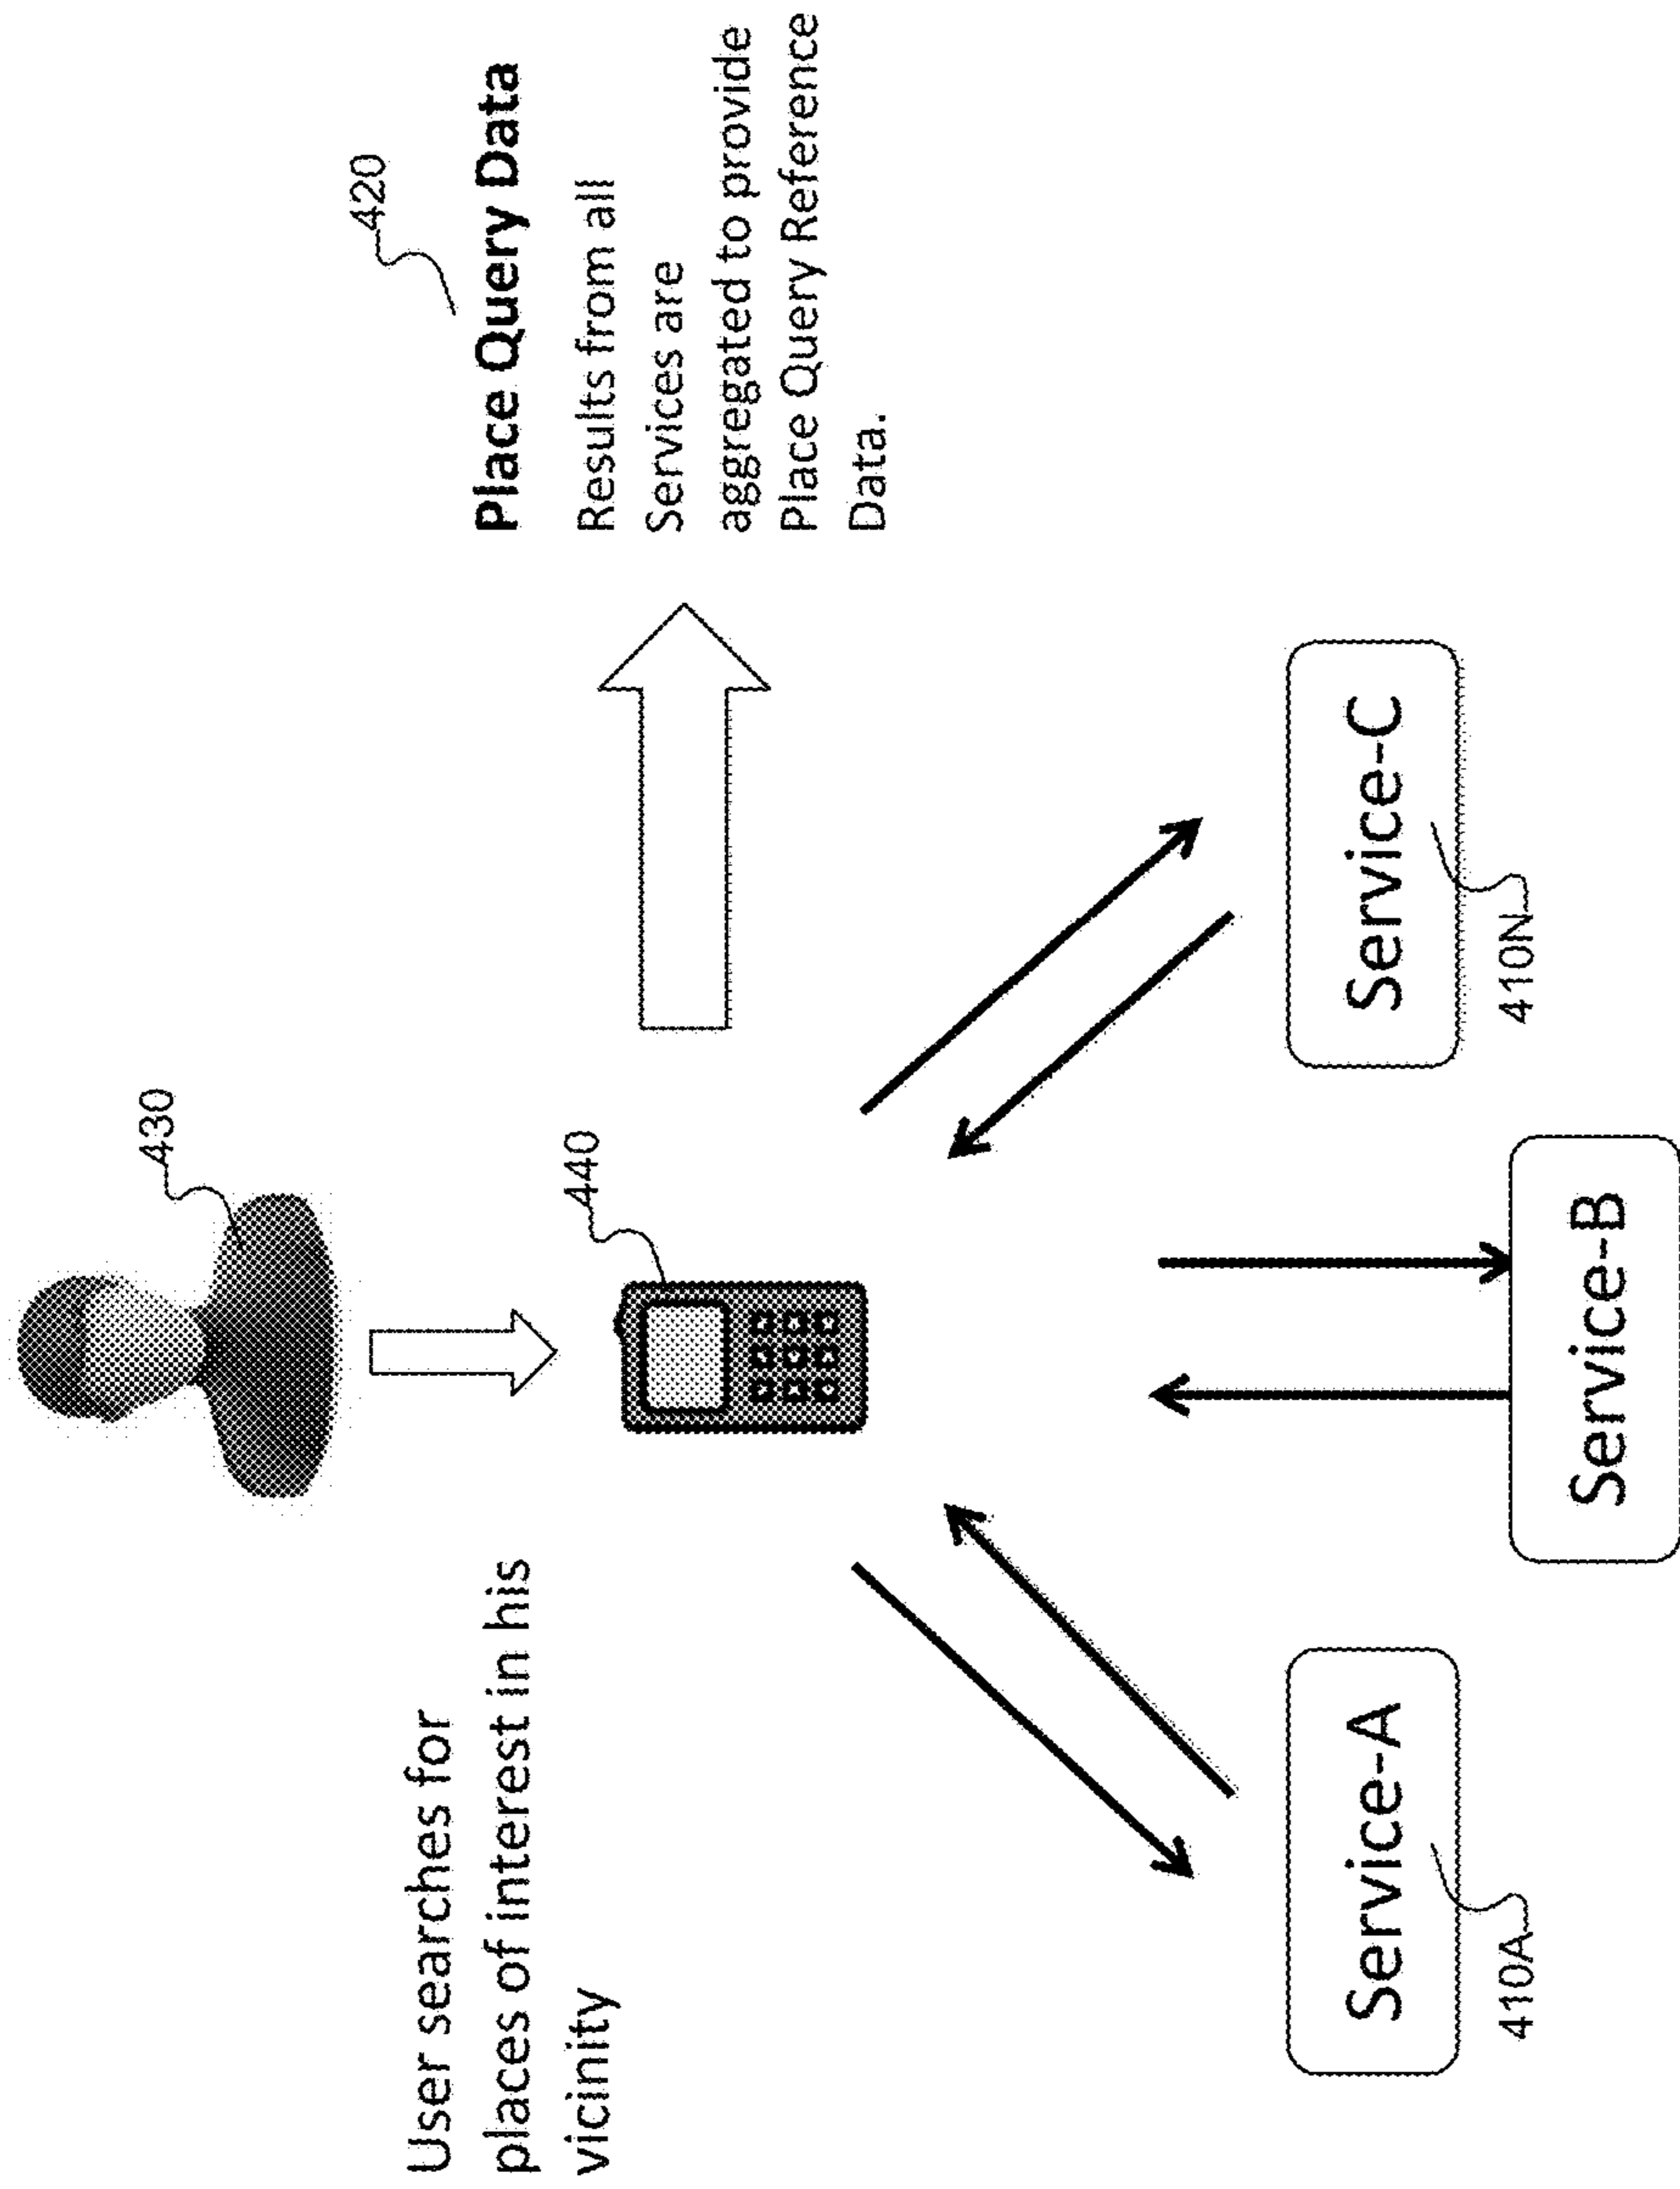 430
User searches for
places of interest in his
vicinity
440
420
Place Query Data
Results from all
Services are
aggregated to provide
Place Query Reference
Data.
Service-A
410A
Service-B
Service-C
410N